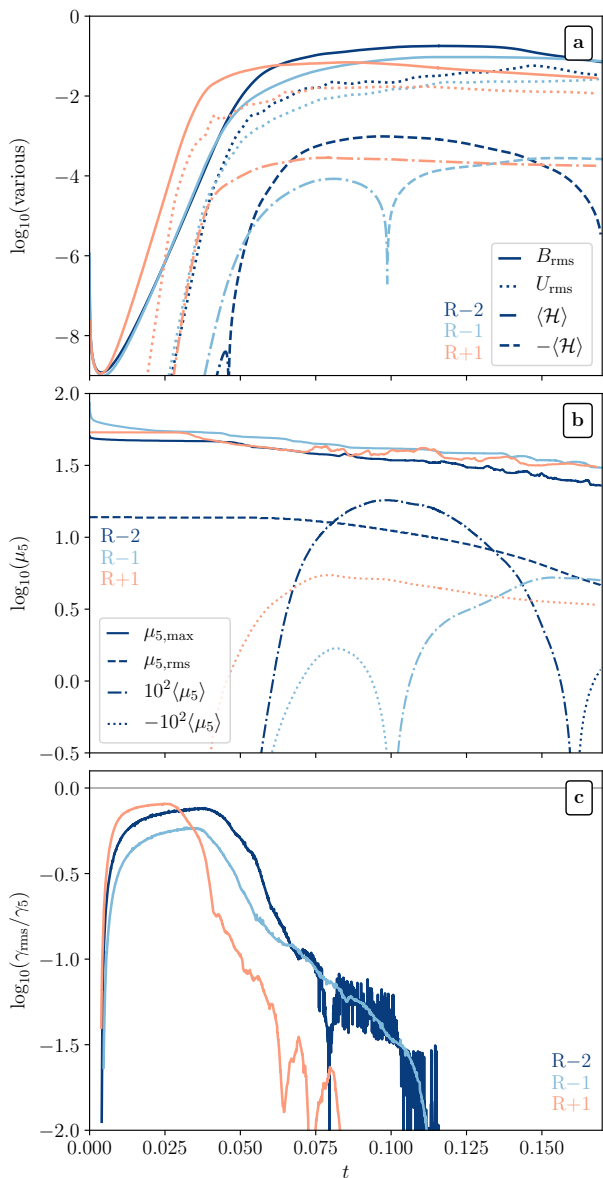 0
a
−2
−4
−6
−8
log₁₀(various)
B_rms
U_rms
⟨ℋ⟩
−⟨ℋ⟩
R−2
R−1
R+1
2.0
b
1.5
1.0
0.5
0.0
−0.5
log₁₀(μ₅)
R−2
R−1
R+1
μ₅,max
μ₅,rms
10²⟨μ₅⟩
−10²⟨μ₅⟩
0.0
c
−0.5
−1.0
−1.5
−2.0
log₁₀(γ_rms/γ₅)
R−2
R−1
R+1
0.000 0.025 0.050 0.075 0.100 0.125 0.150
t